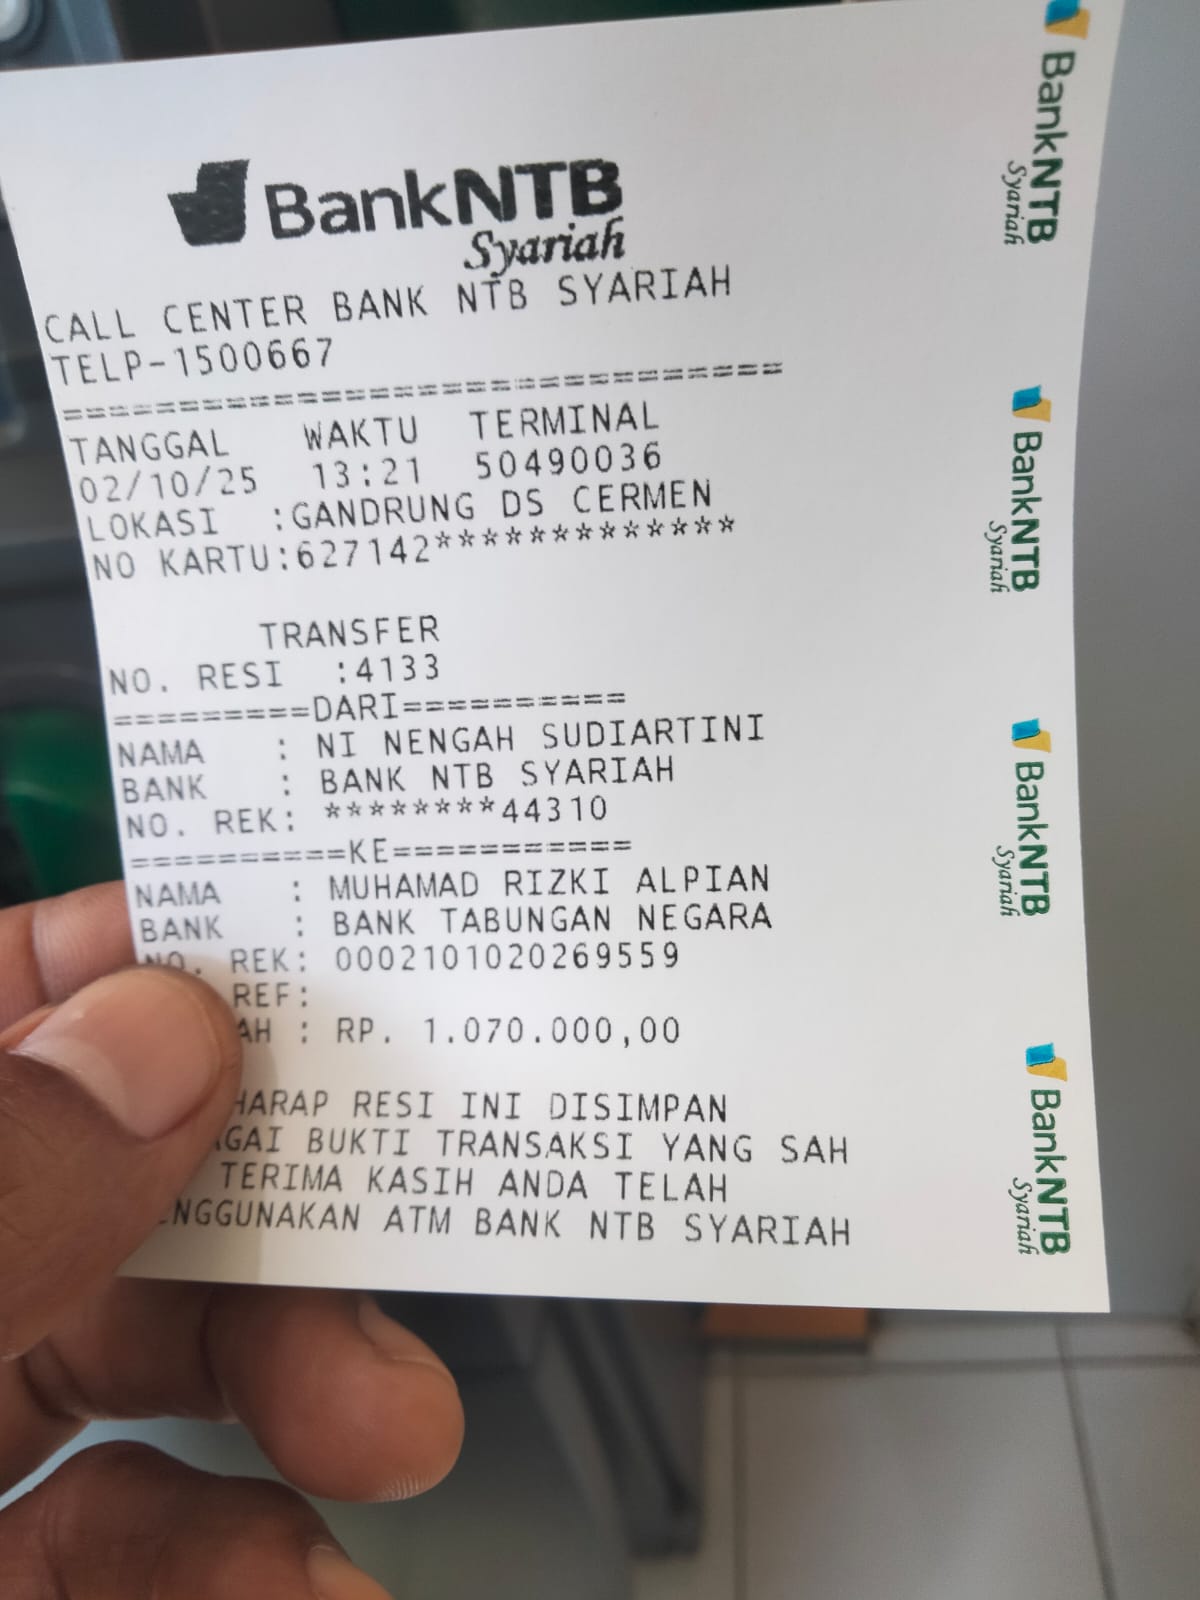 BankNTB
Syariah
CALL CENTER BANK NTB SYARIAH
TELP-1500667
================================
TANGGAL WAKTU TERMINAL
02/10/25 13:21 50490036
LOKASI :GANDRUNG DS CERMEN
NO KARTU:627142*************
TRANSFER
NO. RESI :4133
=========DARI==========
NAMA : NI NENGAH SUDIARTINI
BANK : BANK NTB SYARIAH
NO. REK: ********44310
==========KE===========
NAMA : MUHAMAD RIZKI ALPIAN
BANK : BANK TABUNGAN NEGARA
NO. REK: 0002101020269559
REF:
AH : RP. 1.070.000,00
HARAP RESI INI DISIMPAN
AGAI BUKTI TRANSAKSI YANG SAH
TERIMA KASIH ANDA TELAH
ENGGUNAKAN ATM BANK NTB SYARIAH
BankNTB
Syariah
BankNTB
Syariah
BankNTB
Syariah
BankNTB
Syariah